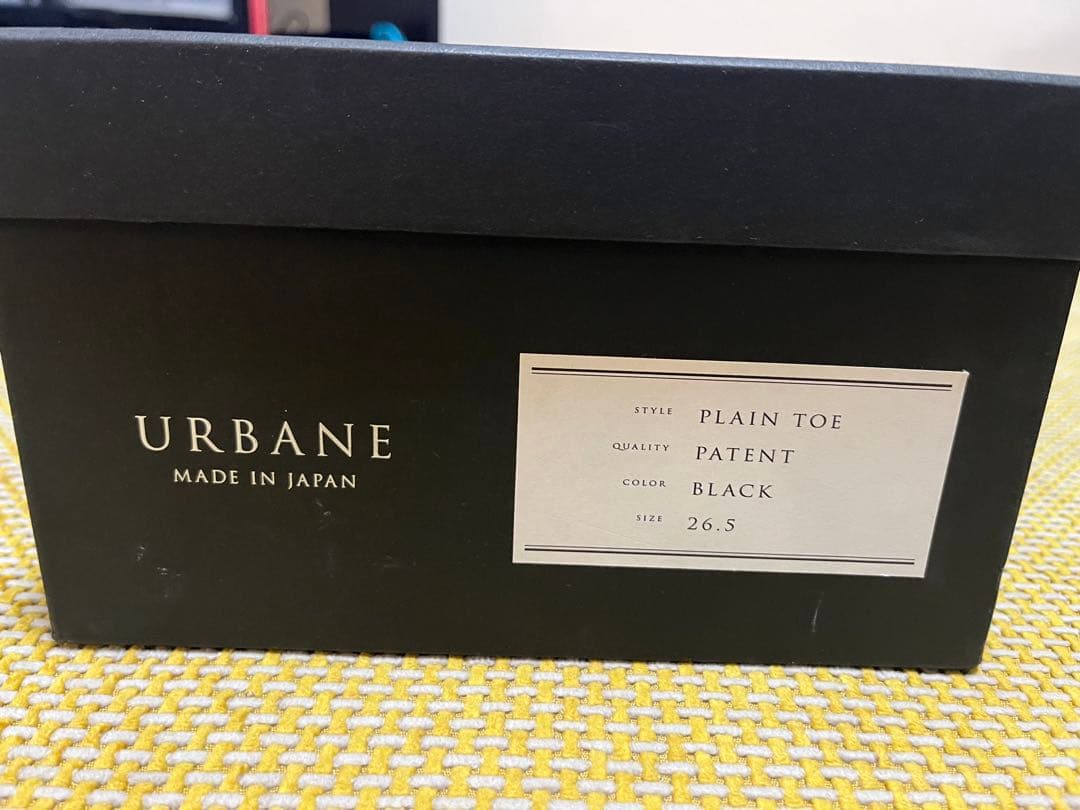 URBANE
MADE IN JAPAN
STYLE PLAIN TOE
QUALITY PATENT
COLOR BLACK
SIZE 26.5